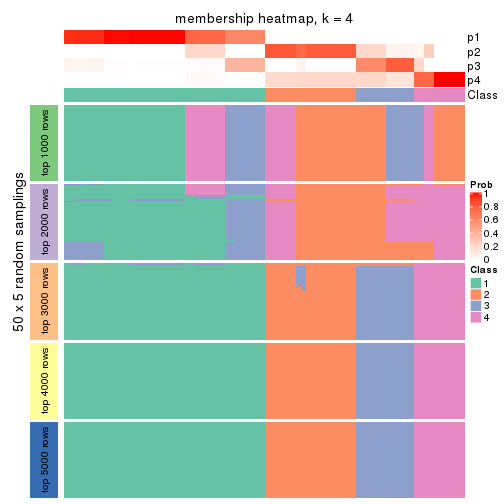 membership heatmap, k = 4
p1
p2
p3
p4
Class
50 x 5 random samplings
top 1000 rows
top 2000 rows
top 3000 rows
top 4000 rows
top 5000 rows
Prob
1
0.8
0.6
0.4
0.2
0
Class
1
2
3
4